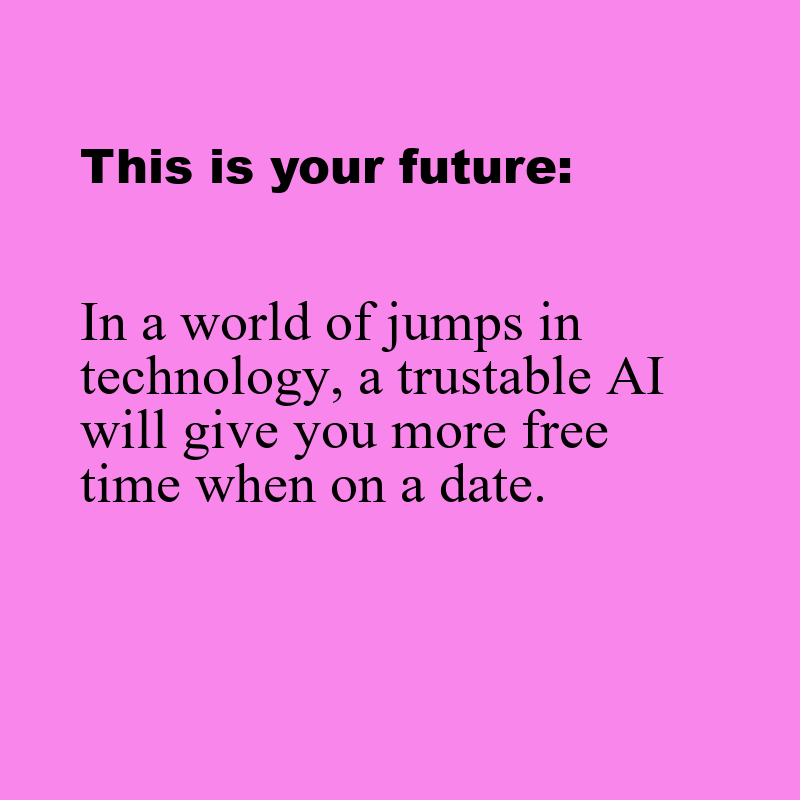 This is your future:
In a world of jumps in
technology, a trustable AI
will give you more free
time when on a date.